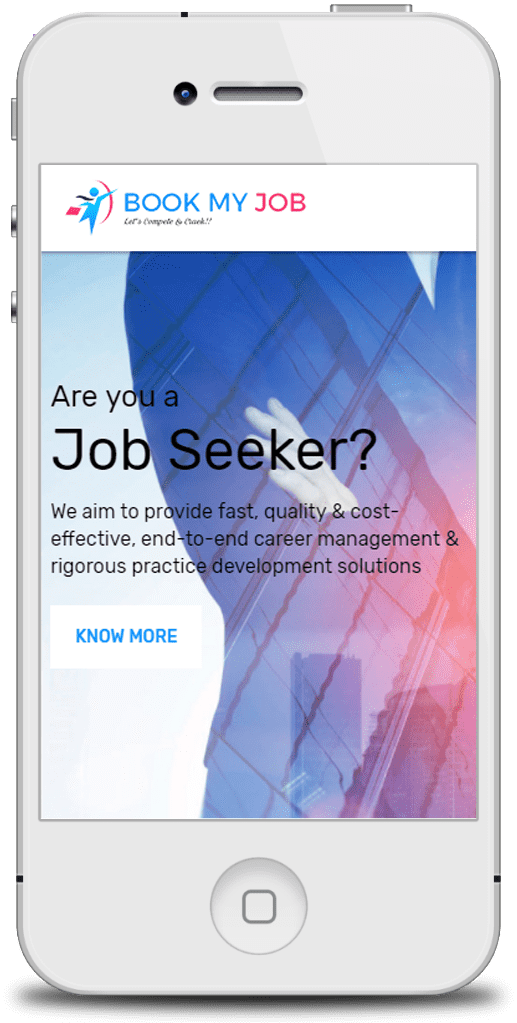 BOOK MY JOB
Let's Compete & Crack!!
Are you a
Job Seeker?
We aim to provide fast, quality & cost-
effective, end-to-end career management &
rigorous practice development solutions
KNOW MORE